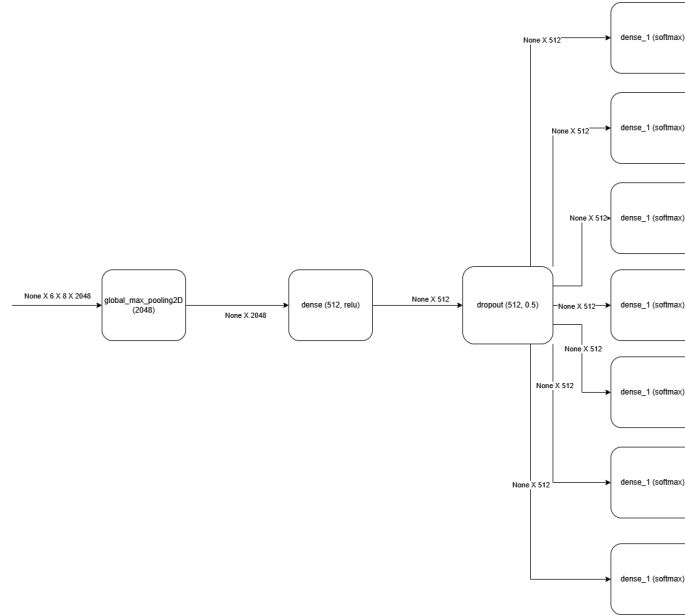 None X 512
dense_1 (softmax)
None X 512
dense_1 (softmax)
None X 512
dense_1 (softmax)
None X 6 X 8 X 2048
global_max_pooling2D
(2048)
None X 2048
dense (512, relu)
None X 512
dropout (512, 0.5)
None X 512
dense_1 (softmax)
None X 512
dense_1 (softmax)
None X 512
dense_1 (softmax)
None X 512
dense_1 (softmax)